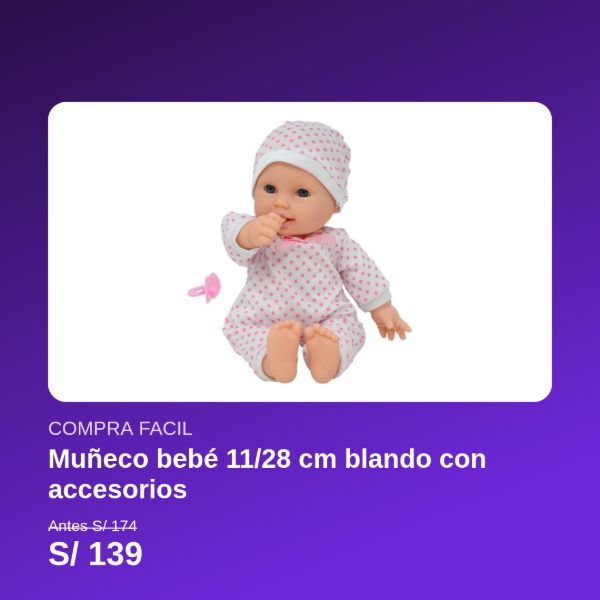 COMPRA FACIL
Muñeco bebé 11/28 cm blando con
accesorios
Antes S/ 174
S/ 139